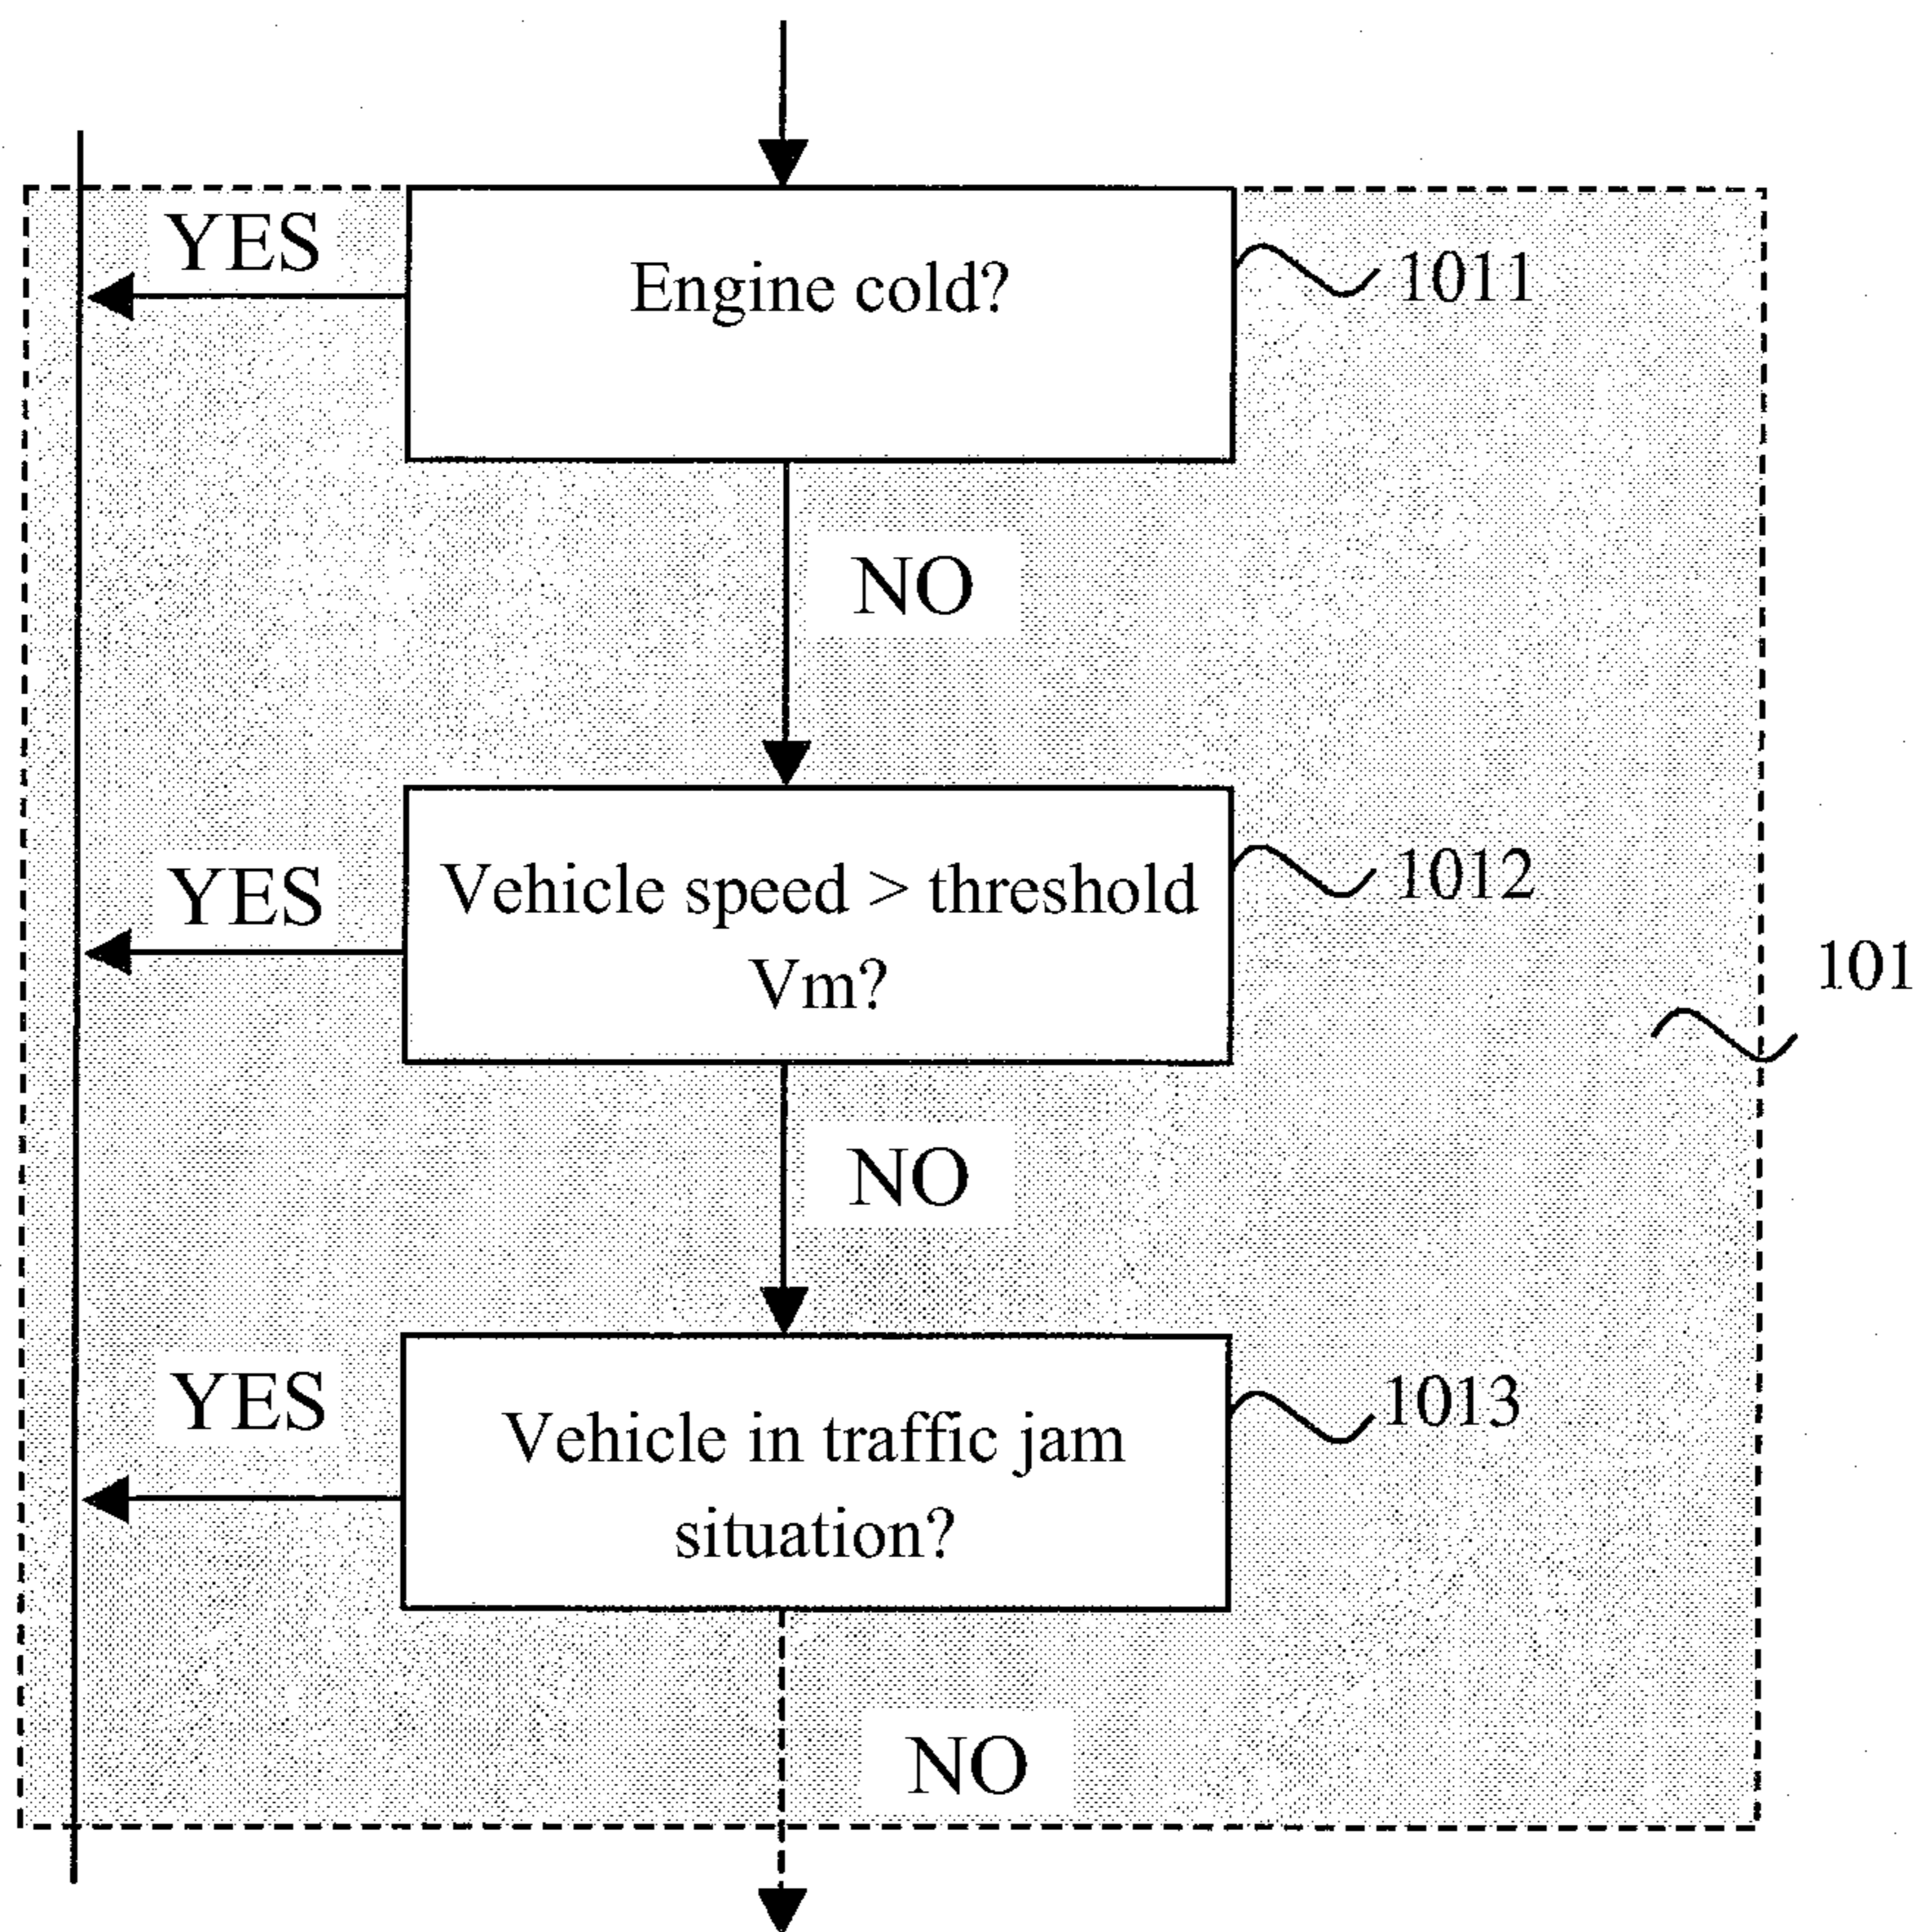 YES
Engine cold?
1011
NO
YES
Vehicle speed > threshold
Vm?
1012
101
NO
YES
Vehicle in traffic jam
situation?
1013
NO